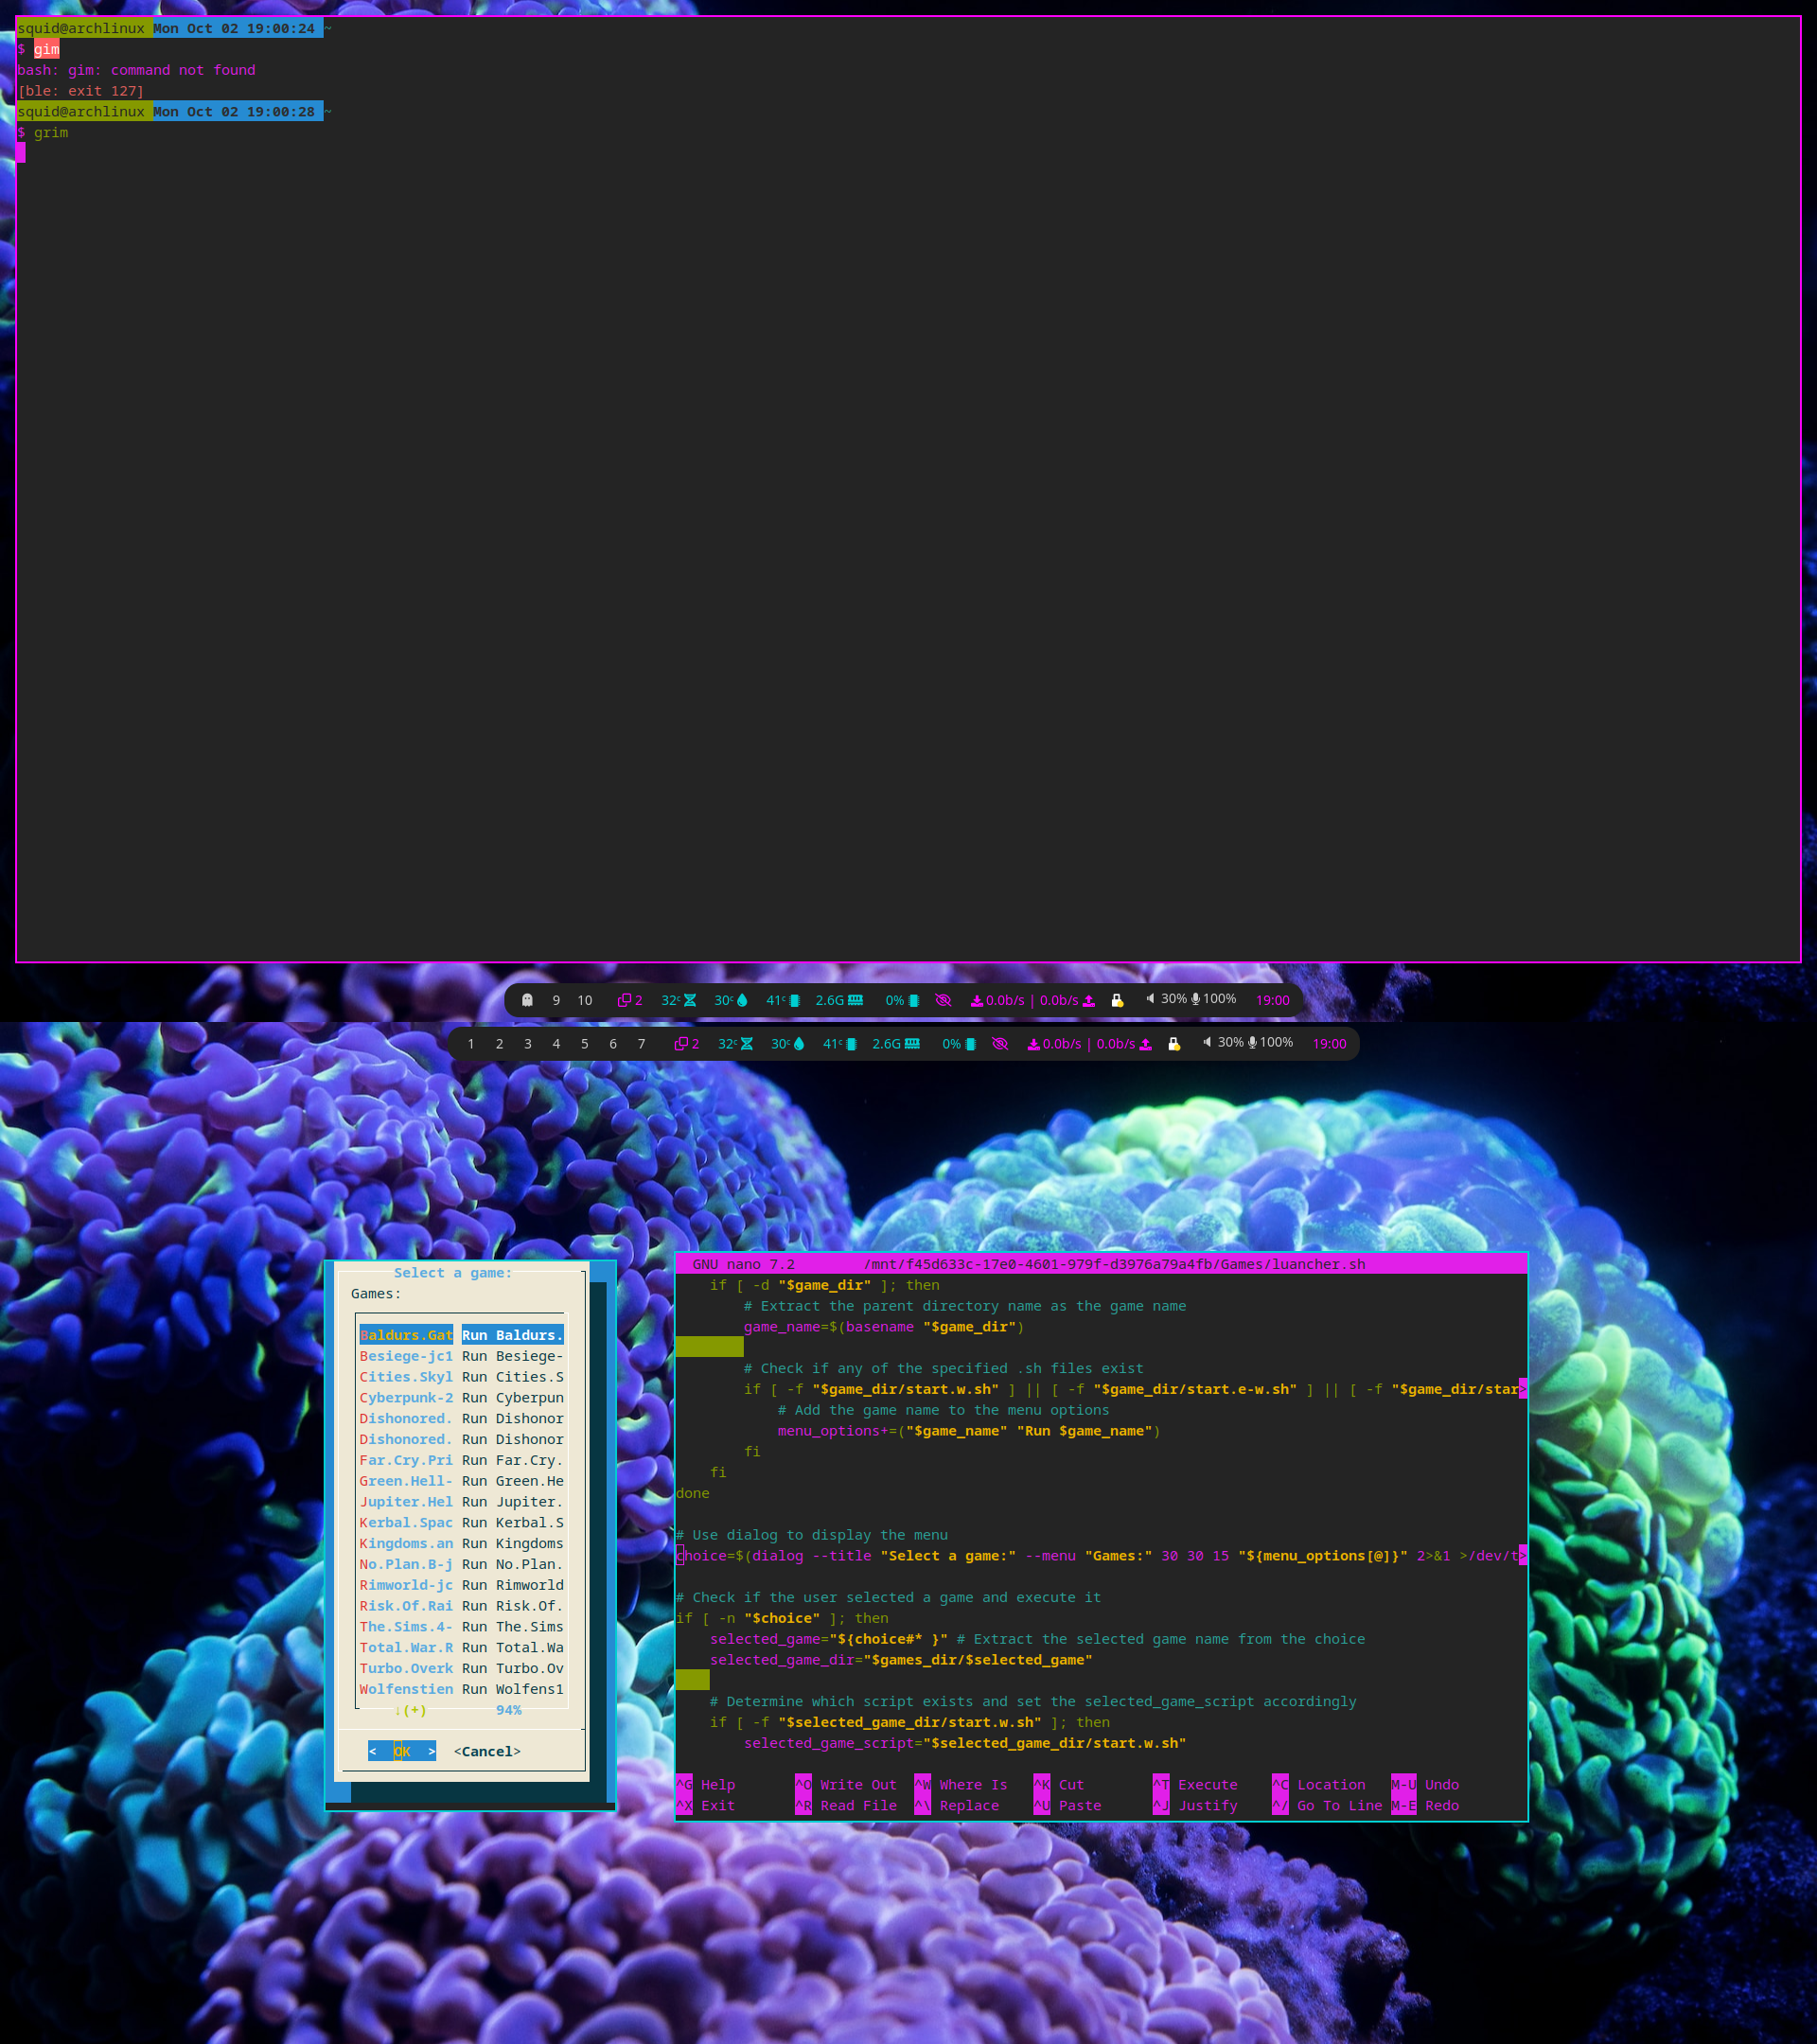 squid@archlinux Mon Oct 02 19:00:24 ~
$ gim
bash: gim: command not found
[ble: exit 127]
squid@archlinux Mon Oct 02 19:00:28 ~
$ grim
9 10 2 32ᶜ 30ᶜ 41ᶜ 2.6G 0% 0.0b/s | 0.0b/s 30% 100% 19:00
1 2 3 4 5 6 7 2 32ᶜ 30ᶜ 41ᶜ 2.6G 0% 0.0b/s | 0.0b/s 30% 100% 19:00
Select a game:
Games:
Baldurs.Gat Run Baldurs.
Besiege-jc1 Run Besiege-
Cities.Skyl Run Cities.S
Cyberpunk-2 Run Cyberpun
Dishonored. Run Dishonor
Dishonored. Run Dishonor
Far.Cry.Pri Run Far.Cry.
Green.Hell- Run Green.He
Jupiter.Hel Run Jupiter.
Kerbal.Spac Run Kerbal.S
Kingdoms.an Run Kingdoms
No.Plan.B-j Run No.Plan.
Rimworld-jc Run Rimworld
Risk.Of.Rai Run Risk.Of.
The.Sims.4- Run The.Sims
Total.War.R Run Total.Wa
Turbo.Overk Run Turbo.Ov
Wolfenstien Run Wolfens1
↓(+) 94%
< OK > <Cancel>
GNU nano 7.2 /mnt/f45d633c-17e0-4601-979f-d3976a79a4fb/Games/luancher.sh
if [ -d "$game_dir" ]; then
# Extract the parent directory name as the game name
game_name=$(basename "$game_dir")
# Check if any of the specified .sh files exist
if [ -f "$game_dir/start.w.sh" ] || [ -f "$game_dir/start.e-w.sh" ] || [ -f "$game_dir/star>
# Add the game name to the menu options
menu_options+=("$game_name" "Run $game_name")
fi
fi
done
# Use dialog to display the menu
choice=$(dialog --title "Select a game:" --menu "Games:" 30 30 15 "${menu_options[@]}" 2>&1 >/dev/t>
# Check if the user selected a game and execute it
if [ -n "$choice" ]; then
selected_game="${choice#* }" # Extract the selected game name from the choice
selected_game_dir="$games_dir/$selected_game"
# Determine which script exists and set the selected_game_script accordingly
if [ -f "$selected_game_dir/start.w.sh" ]; then
selected_game_script="$selected_game_dir/start.w.sh"
^G Help ^O Write Out ^W Where Is ^K Cut ^T Execute ^C Location M-U Undo
^X Exit ^R Read File ^\ Replace ^U Paste ^J Justify ^/ Go To Line M-E Redo